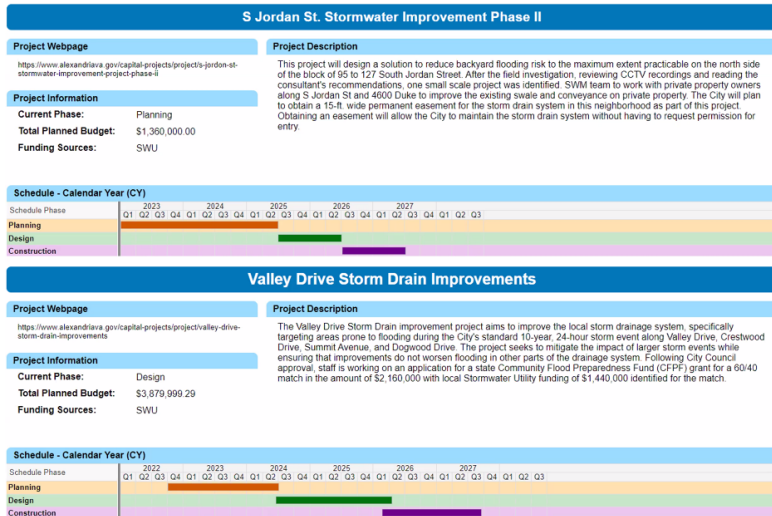 S Jordan St. Stormwater Improvement Phase II
Project Webpage
https://www.alexandriava.gov/capital-projects/project/s-jordon-st-
stormwater-improvement-project-phase-ii
Project Information
Current Phase: Planning
Total Planned Budget: $1,360,000.00
Funding Sources: SWU
Project Description
This project will design a solution to reduce backyard flooding risk to the maximum extent practicable on the north side
of the block of 95 to 127 South Jordan Street. After the field investigation, reviewing CCTV recordings and reading the
consultant's recommendations, one small scale project was identified. SWM team to work with private property owners
along S Jordan St and 4600 Duke to improve the existing swale and conveyance on private property. The City will plan
to obtain a 15-ft. wide permanent easement for the storm drain system in this neighborhood as part of this project.
Obtaining an easement will allow the City to maintain the storm drain system without having to request permission for
entry.
Schedule - Calendar Year (CY)
2023 2024 2025 2026 2027
Schedule Phase
Q1 Q2 Q3 Q4 Q1 Q2 Q3 Q4 Q1 Q2 Q3 Q4 Q1 Q2 Q3 Q4 Q1 Q2 Q3 Q4 Q1 Q2 Q3
Planning
Design
Construction
Valley Drive Storm Drain Improvements
Project Webpage
https://www.alexandriava.gov/capital-projects/project/valley-drive-
storm-drain-improvements
Project Information
Current Phase: Design
Total Planned Budget: $3,879,999.29
Funding Sources: SWU
Project Description
The Valley Drive Storm Drain improvement project aims to improve the local storm drainage system, specifically
targeting areas prone to flooding during the City's standard 10-year, 24-hour storm event along Valley Drive, Crestwood
Drive, Summit Avenue, and Dogwood Drive. The project seeks to mitigate the impact of larger storm events while
ensuring that improvements do not worsen flooding in other parts of the drainage system. Following City Council
approval, staff is working on an application for a state Community Flood Preparedness Fund (CFPF) grant for a 60/40
match in the amount of $2,160,000 with local Stormwater Utility funding of $1,440,000 identified for the match.
Schedule - Calendar Year (CY)
2022 2023 2024 2025 2026 2027
Schedule Phase
Q1 Q2 Q3 Q4 Q1 Q2 Q3 Q4 Q1 Q2 Q3 Q4 Q1 Q2 Q3 Q4 Q1 Q2 Q3 Q4 Q1 Q2 Q3 Q4 Q1 Q2 Q3
Planning
Design
Construction